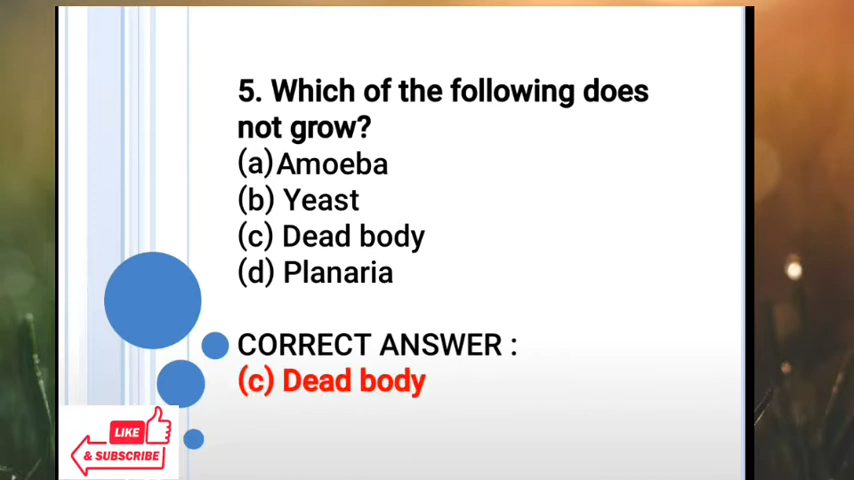 5. Which of the following does
not grow?
(a) Amoeba
(b) Yeast
(c) Dead body
(d) Planaria
CORRECT ANSWER :
(c) Dead body
LIKE
& SUBSCRIBE